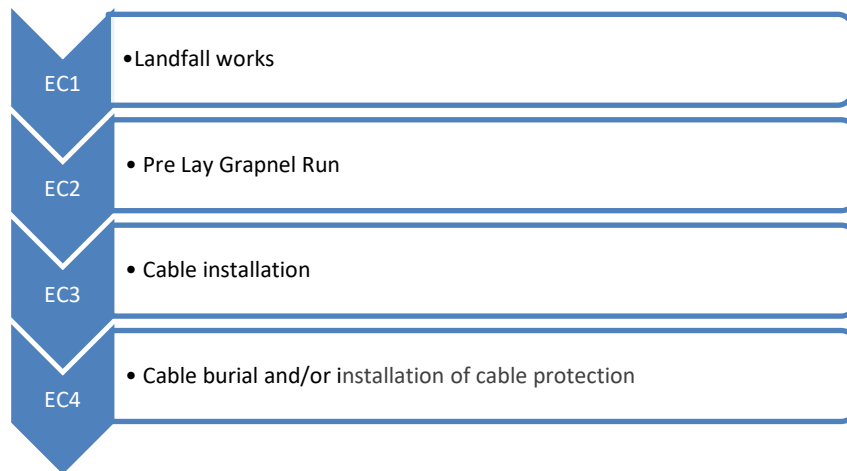 EC1
•Landfall works
EC2
• Pre Lay Grapnel Run
EC3
• Cable installation
EC4
• Cable burial and/or installation of cable protection